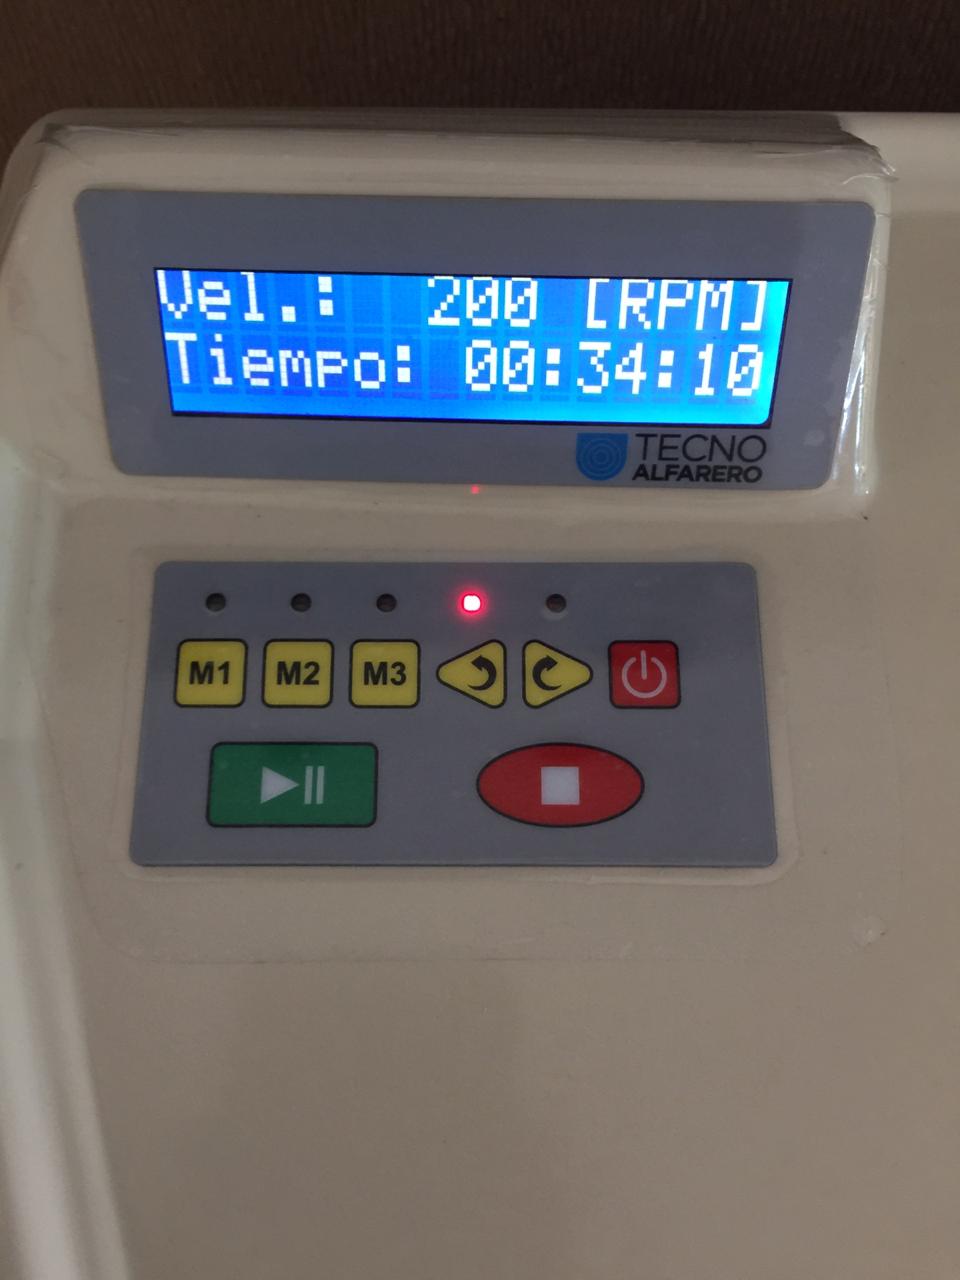 Vel.: 200 [RPM]
Tiempo: 00:34:10
TECNO
ALFARERO
M1 M2 M3